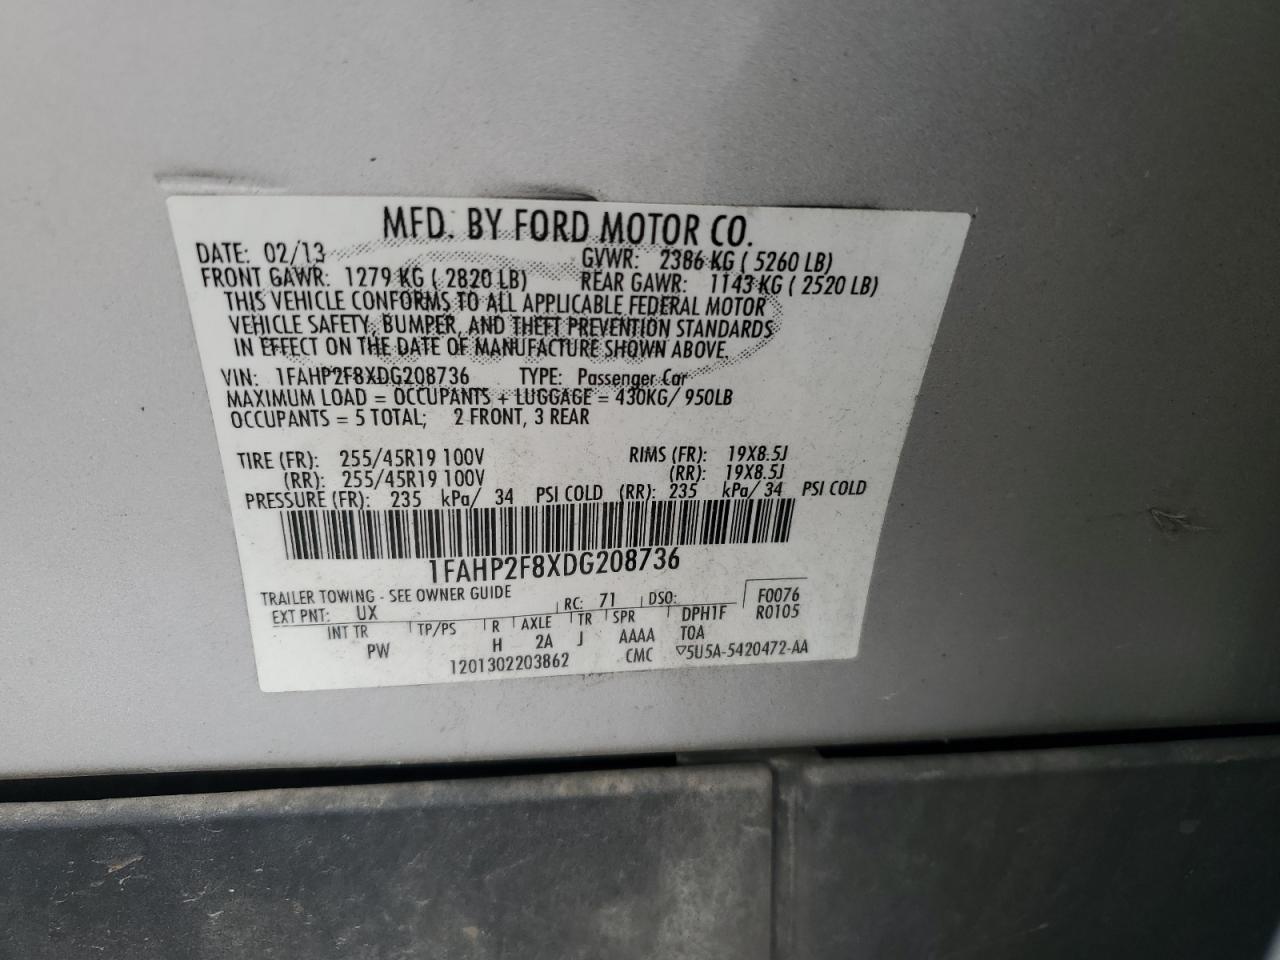 MFD. BY FORD MOTOR CO.
DATE: 02/13 GVWR: 2386 KG ( 5260 LB)
FRONT GAWR: 1279 KG ( 2820 LB) REAR GAWR: 1143 KG ( 2520 LB)
THIS VEHICLE CONFORMS TO ALL APPLICABLE FEDERAL MOTOR
VEHICLE SAFETY, BUMPER, AND THEFT PREVENTION STANDARDS
IN EFFECT ON THE DATE OF MANUFACTURE SHOWN ABOVE.
VIN: 1FAHP2F8XDG208736 TYPE: Passenger Car
MAXIMUM LOAD = OCCUPANTS + LUGGAGE = 430KG/ 950LB
OCCUPANTS = 5 TOTAL; 2 FRONT, 3 REAR
TIRE (FR): 255/45R19 100V RIMS (FR): 19X8.5J
(RR): 255/45R19 100V (RR): 19X8.5J
PRESSURE (FR): 235 kPa/ 34 PSI COLD (RR): 235 kPa/ 34 PSI COLD
1FAHP2F8XDG208736
TRAILER TOWING - SEE OWNER GUIDE
EXT PNT: UX RC: 71 DSO: F0076
INT TR TP/PS R AXLE TR SPR DPH1F R0105
PW H 2A J AAAA TOA
1201302203862 CMC ▽5U5A-5420472-AA